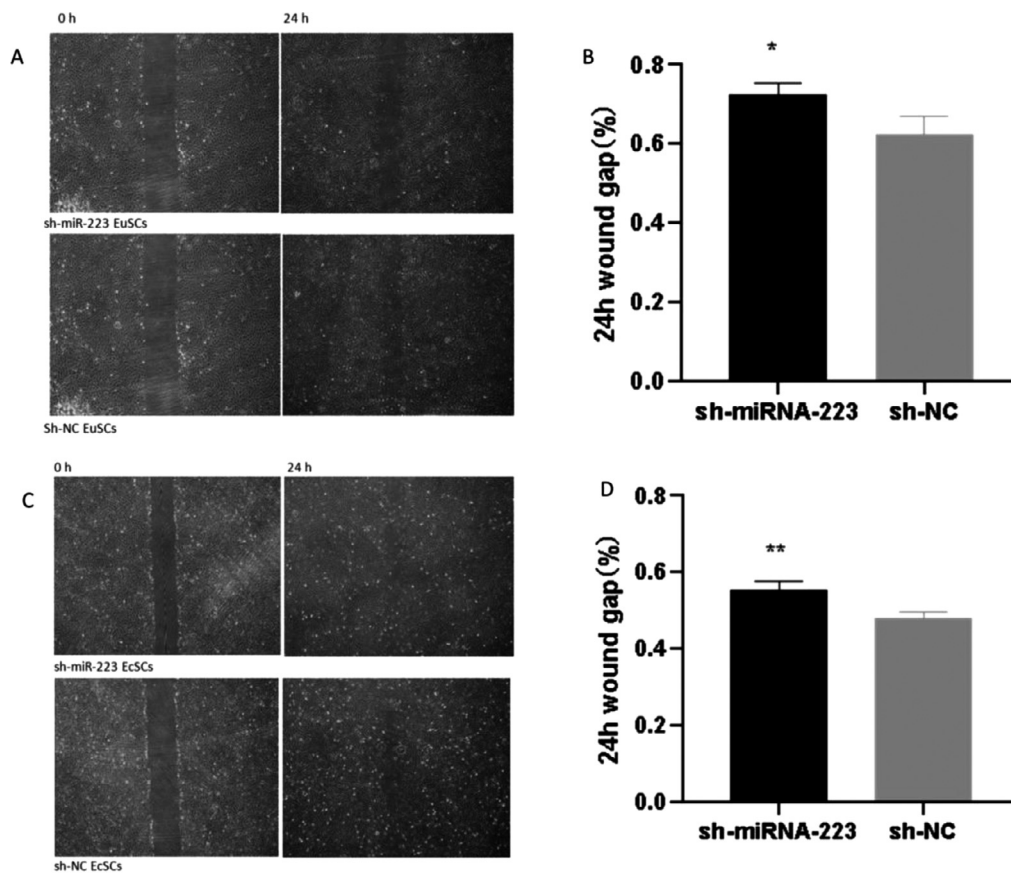 0 h 24 h
A
sh-miR-223 EuSCs
Sh-NC EuSCs
B
*
24h wound gap(%)
0.8
0.6
0.4
0.2
0.0
sh-miRNA-223 sh-NC
0 h 24 h
C
sh-miR-223 EcSCs
sh-NC EcSCs
D
**
24h wound gap(%)
0.8
0.6
0.4
0.2
0.0
sh-miRNA-223 sh-NC